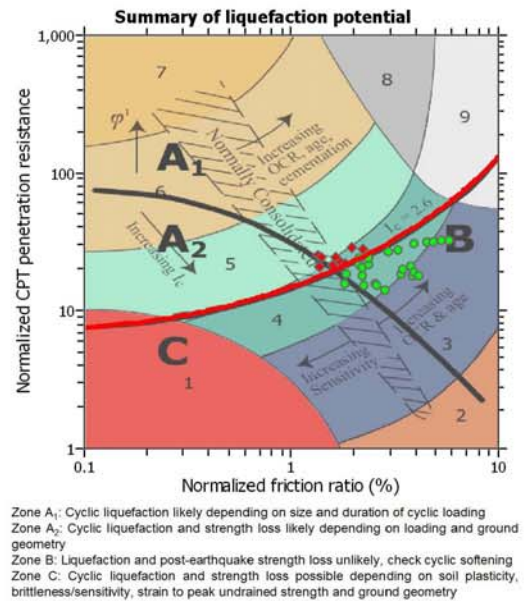 Summary of liquefaction potential
1,000
100
10
1
Normalized CPT penetration resistance
7
8
9
φ'
A1
Normally Consolidated
Increasing
OCR, age,
cementation
6
A2
Increasing Ic
5
Ic = 2.6
B
4
C
1
Increasing
Sensitivity
Increasing
OCR & age
3
2
0.1
1
10
Normalized friction ratio (%)
Zone A1: Cyclic liquefaction likely depending on size and duration of cyclic loading
Zone A2: Cyclic liquefaction and strength loss likely depending on loading and ground
geometry
Zone B: Liquefaction and post-earthquake strength loss unlikely, check cyclic softening
Zone C: Cyclic liquefaction and strength loss possible depending on soil plasticity,
brittleness/sensitivity, strain to peak undrained strength and ground geometry